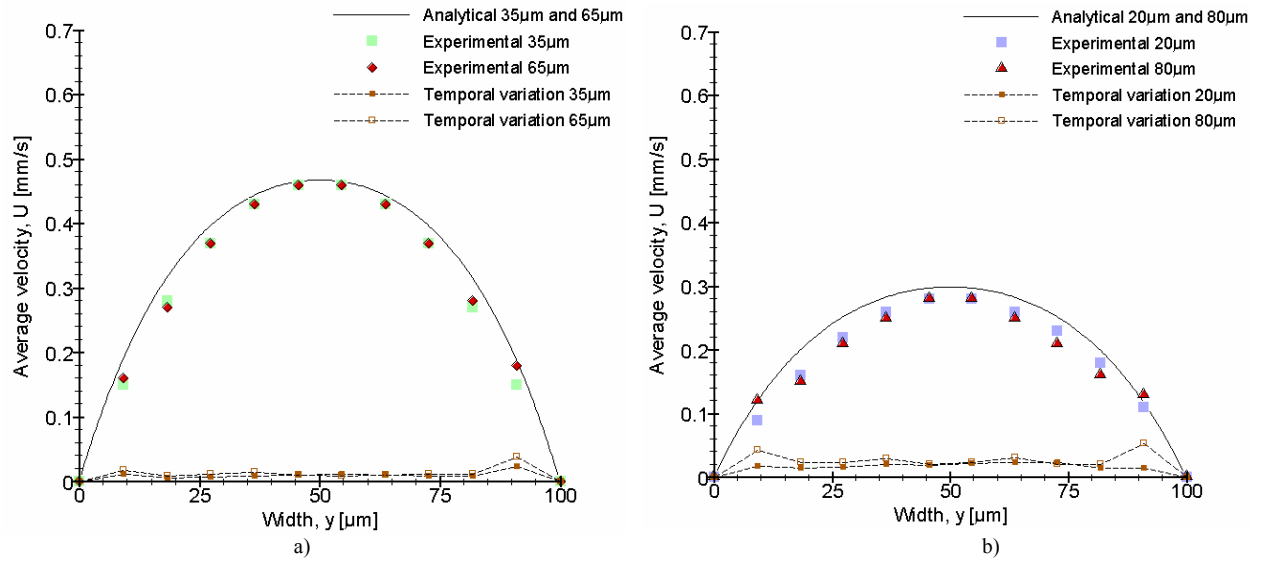 Analytical 35µm and 65µm
Experimental 35µm
Experimental 65µm
Temporal variation 35µm
Temporal variation 65µm
0.7
0.6
0.5
0.4
0.3
0.2
0.1
0
Average velocity, U [mm/s]
0 25 50 75 100
Width, y [µm]
a)
Analytical 20µm and 80µm
Experimental 20µm
Experimental 80µm
Temporal variation 20µm
Temporal variation 80µm
0.7
0.6
0.5
0.4
0.3
0.2
0.1
0
Average velocity, U [mm/s]
0 25 50 75 100
Width, y [µm]
b)